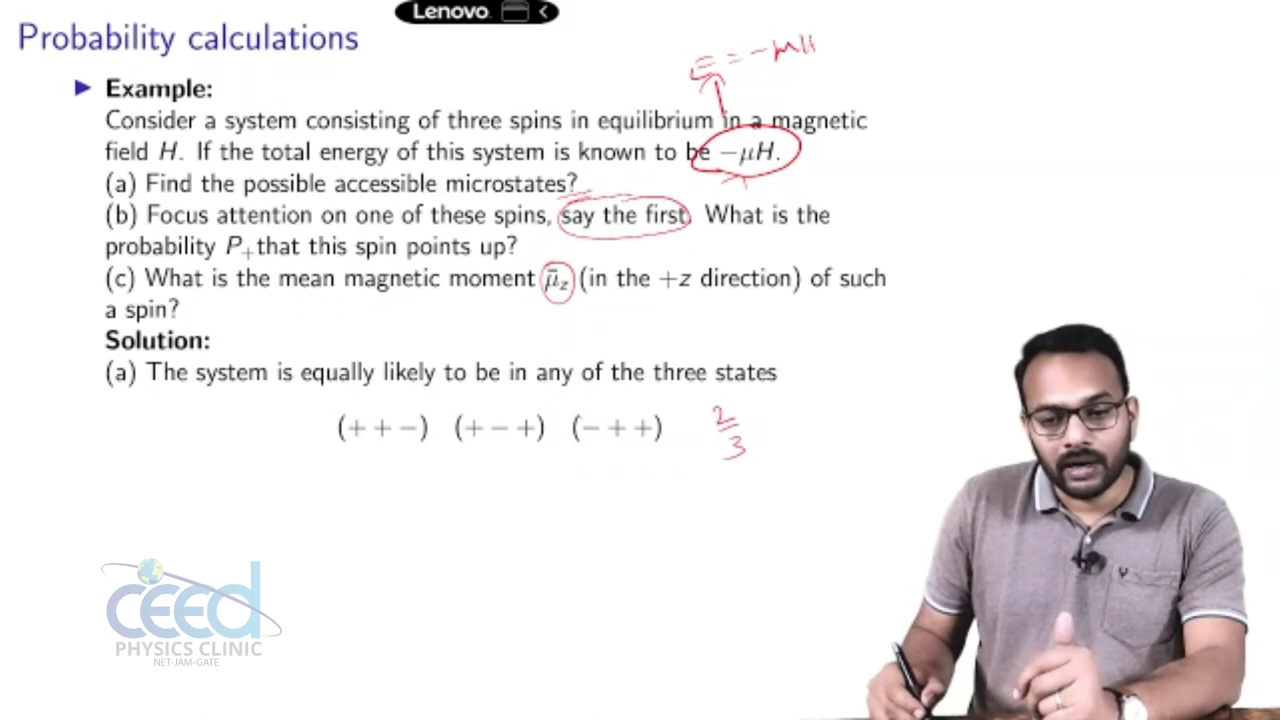 Lenovo
Probability calculations
= -μH
► Example:
Consider a system consisting of three spins in equilibrium in a magnetic
field H. If the total energy of this system is known to be −μH.
(a) Find the possible accessible microstates?
(b) Focus attention on one of these spins, say the first. What is the
probability P₊that this spin points up?
(c) What is the mean magnetic moment μ̄_z (in the +z direction) of such
a spin?
Solution:
(a) The system is equally likely to be in any of the three states
(+ + −) (+ − +) (− + +)
2/3
ceed
PHYSICS CLINIC
NET-JAM-GATE